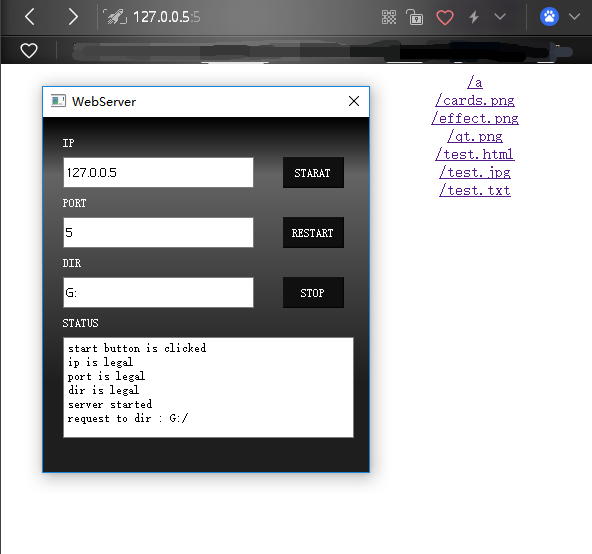 127.0.0.5:5
WebServer
IP
127.0.0.5
STARAT
PORT
5
RESTART
DIR
G:
STOP
STATUS
start button is clicked
ip is legal
port is legal
dir is legal
server started
request to dir : G:/
/a
/cards.png
/effect.png
/qt.png
/test.html
/test.jpg
/test.txt